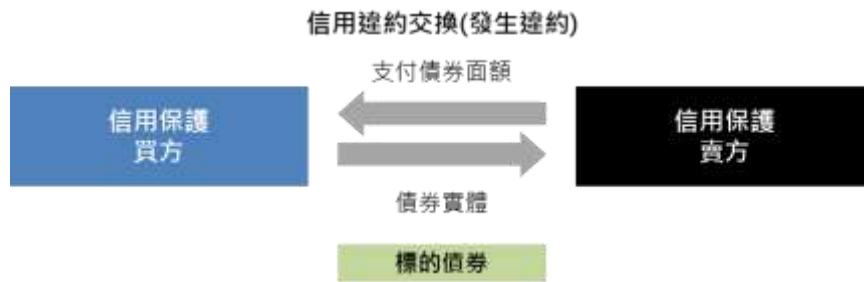 信用違約交換(發生違約)
支付債券面額
信用保護
買方
信用保護
賣方
債券實體
標的債券